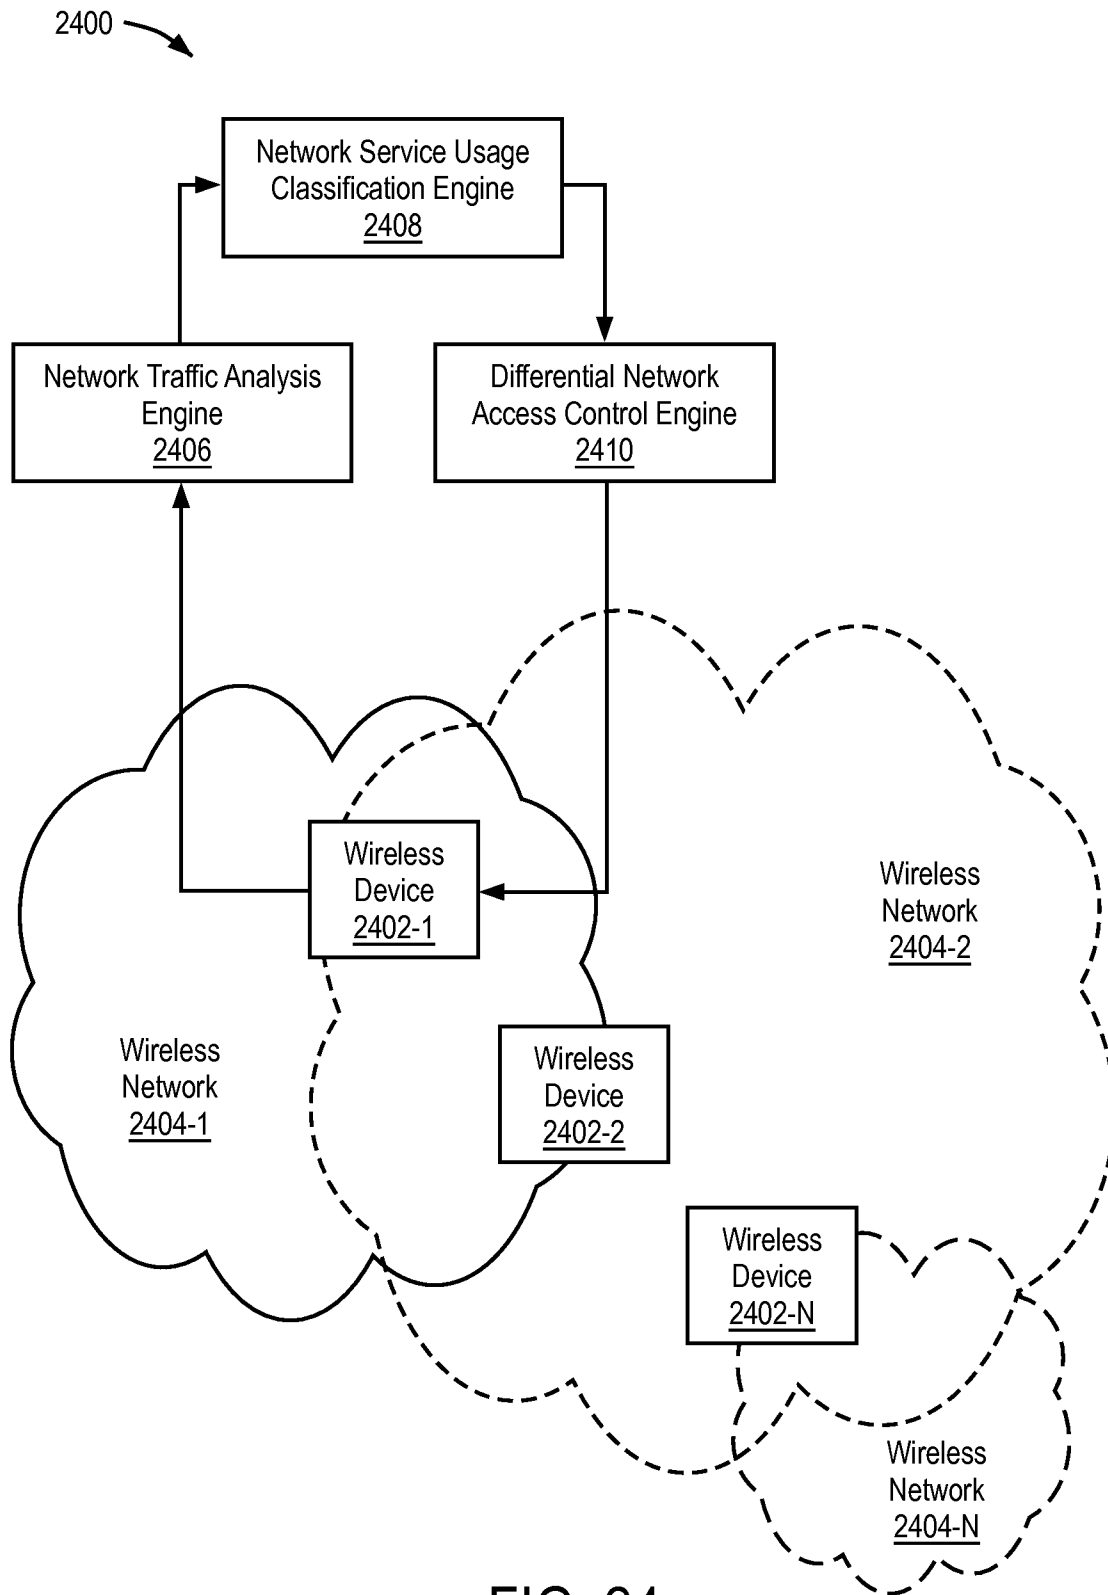 2400
Network Service Usage
Classification Engine
2408
Network Traffic Analysis
Engine
2406
Differential Network
Access Control Engine
2410
Wireless
Device
2402-1
Wireless
Network
2404-2
Wireless
Network
2404-1
Wireless
Device
2402-2
Wireless
Device
2402-N
Wireless
Network
2404-N